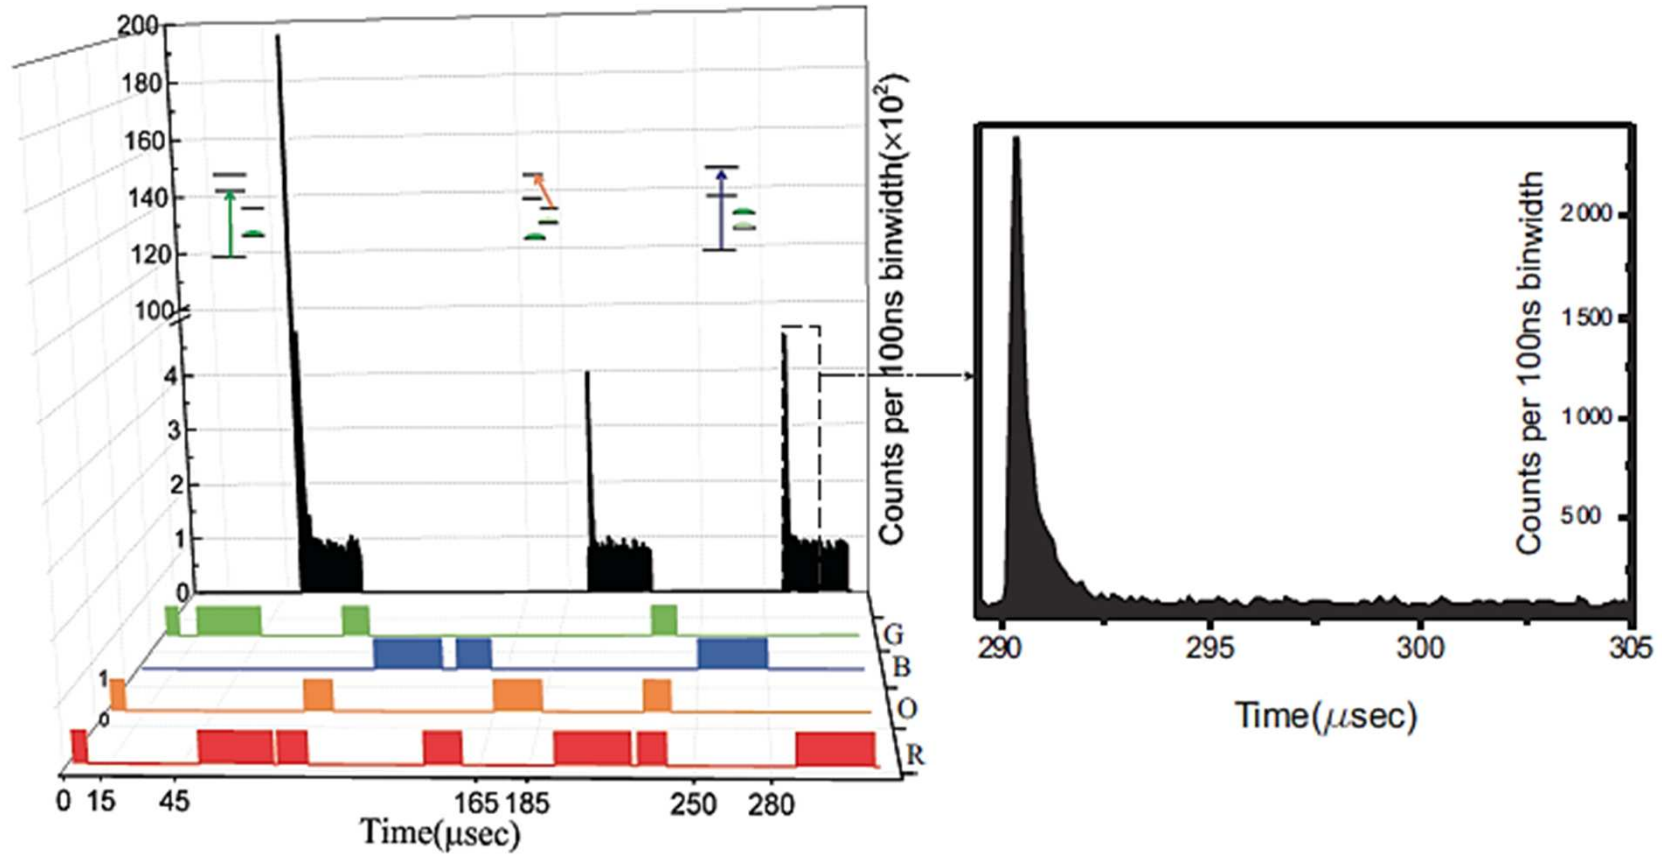 200
180
160
140
120
100
4
3
2
1
0
Counts per 100ns binwidth(×10²)
G
B
1
O
0
R
0 15 45 165 185 250 280
Time(μsec)
Counts per 100ns binwidth
2000
1500
1000
500
290 295 300 305
Time(μsec)